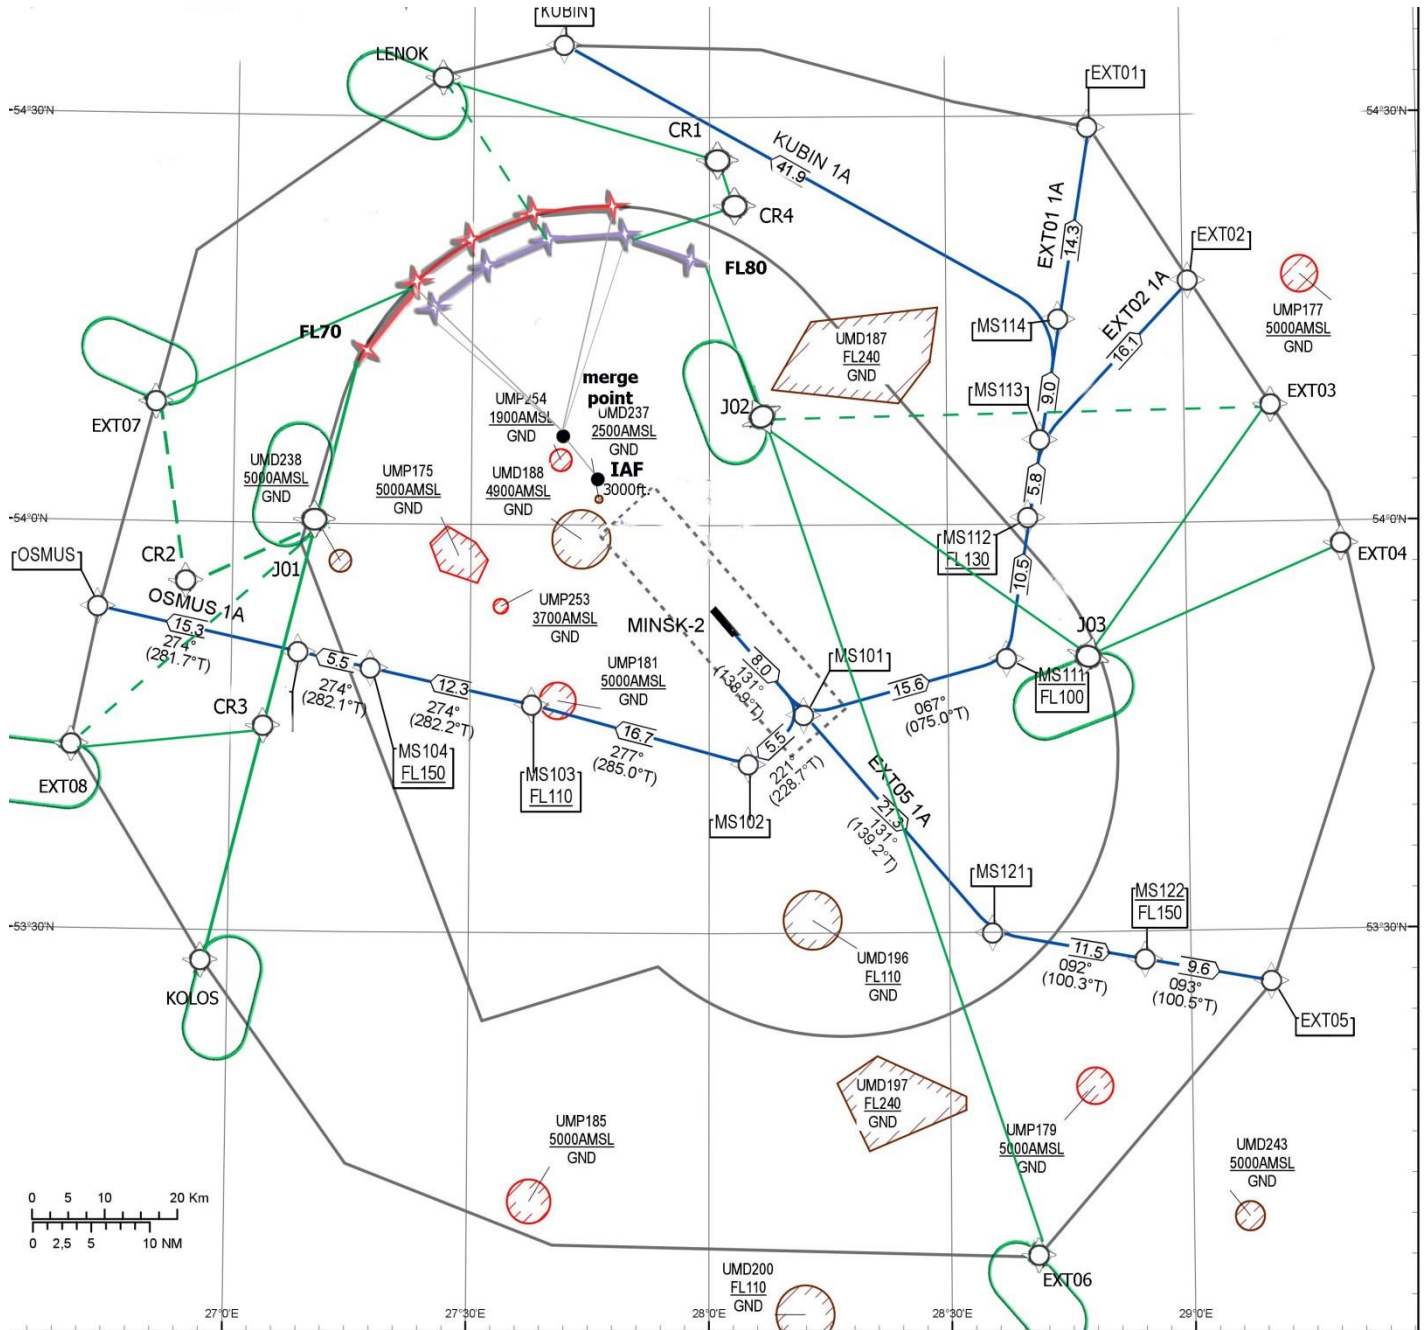 KUBIN
LENOK
EXT01
54°30'N
54°30'N
CR1
KUBIN 1A
41.9
CR4
EXT01 1A
14.3
EXT02
FL80
EXT02 1A
16.1
UMP177
5000AMSL
GND
FL70
MS114
UMD187
FL240
GND
merge
point
MS113
9.0
EXT03
EXT07
UMP254
1900AMSL
GND
UMD237
2500AMSL
GND
J02
UMD238
5000AMSL
GND
UMP175
5000AMSL
GND
UMD188
4900AMSL
GND
IAF
3000ft.
5.8
54°0'N
54°0'N
MS112
FL130
EXT04
OSMUS
CR2
J01
10.5
OSMUS 1A
15.3
274°
(281.7°T)
UMP253
3700AMSL
GND
MINSK-2
J03
5.5
274°
(282.1°T)
12.3
274°
(282.2°T)
UMP181
5000AMSL
GND
8.0
131°
(138.9°T)
MS101
15.6
067°
(075.0°T)
MS111
FL100
CR3
16.7
277°
(285.0°T)
5.5
221°
(228.7°T)
EXT05 1A
21.3
131°
(139.2°T)
EXT08
MS104
FL150
MS103
FL110
MS102
MS121
MS122
FL150
53°30'N
53°30'N
11.5
092°
(100.3°T)
9.6
093°
(100.5°T)
UMD196
FL110
GND
KOLOS
EXT05
UMD197
FL240
GND
UMP185
5000AMSL
GND
UMP179
5000AMSL
GND
UMD243
5000AMSL
GND
0 5 10 20 Km
0 2,5 5 10 NM
UMD200
FL110
GND
EXT06
27°0'E
27°30'E
28°0'E
28°30'E
29°0'E